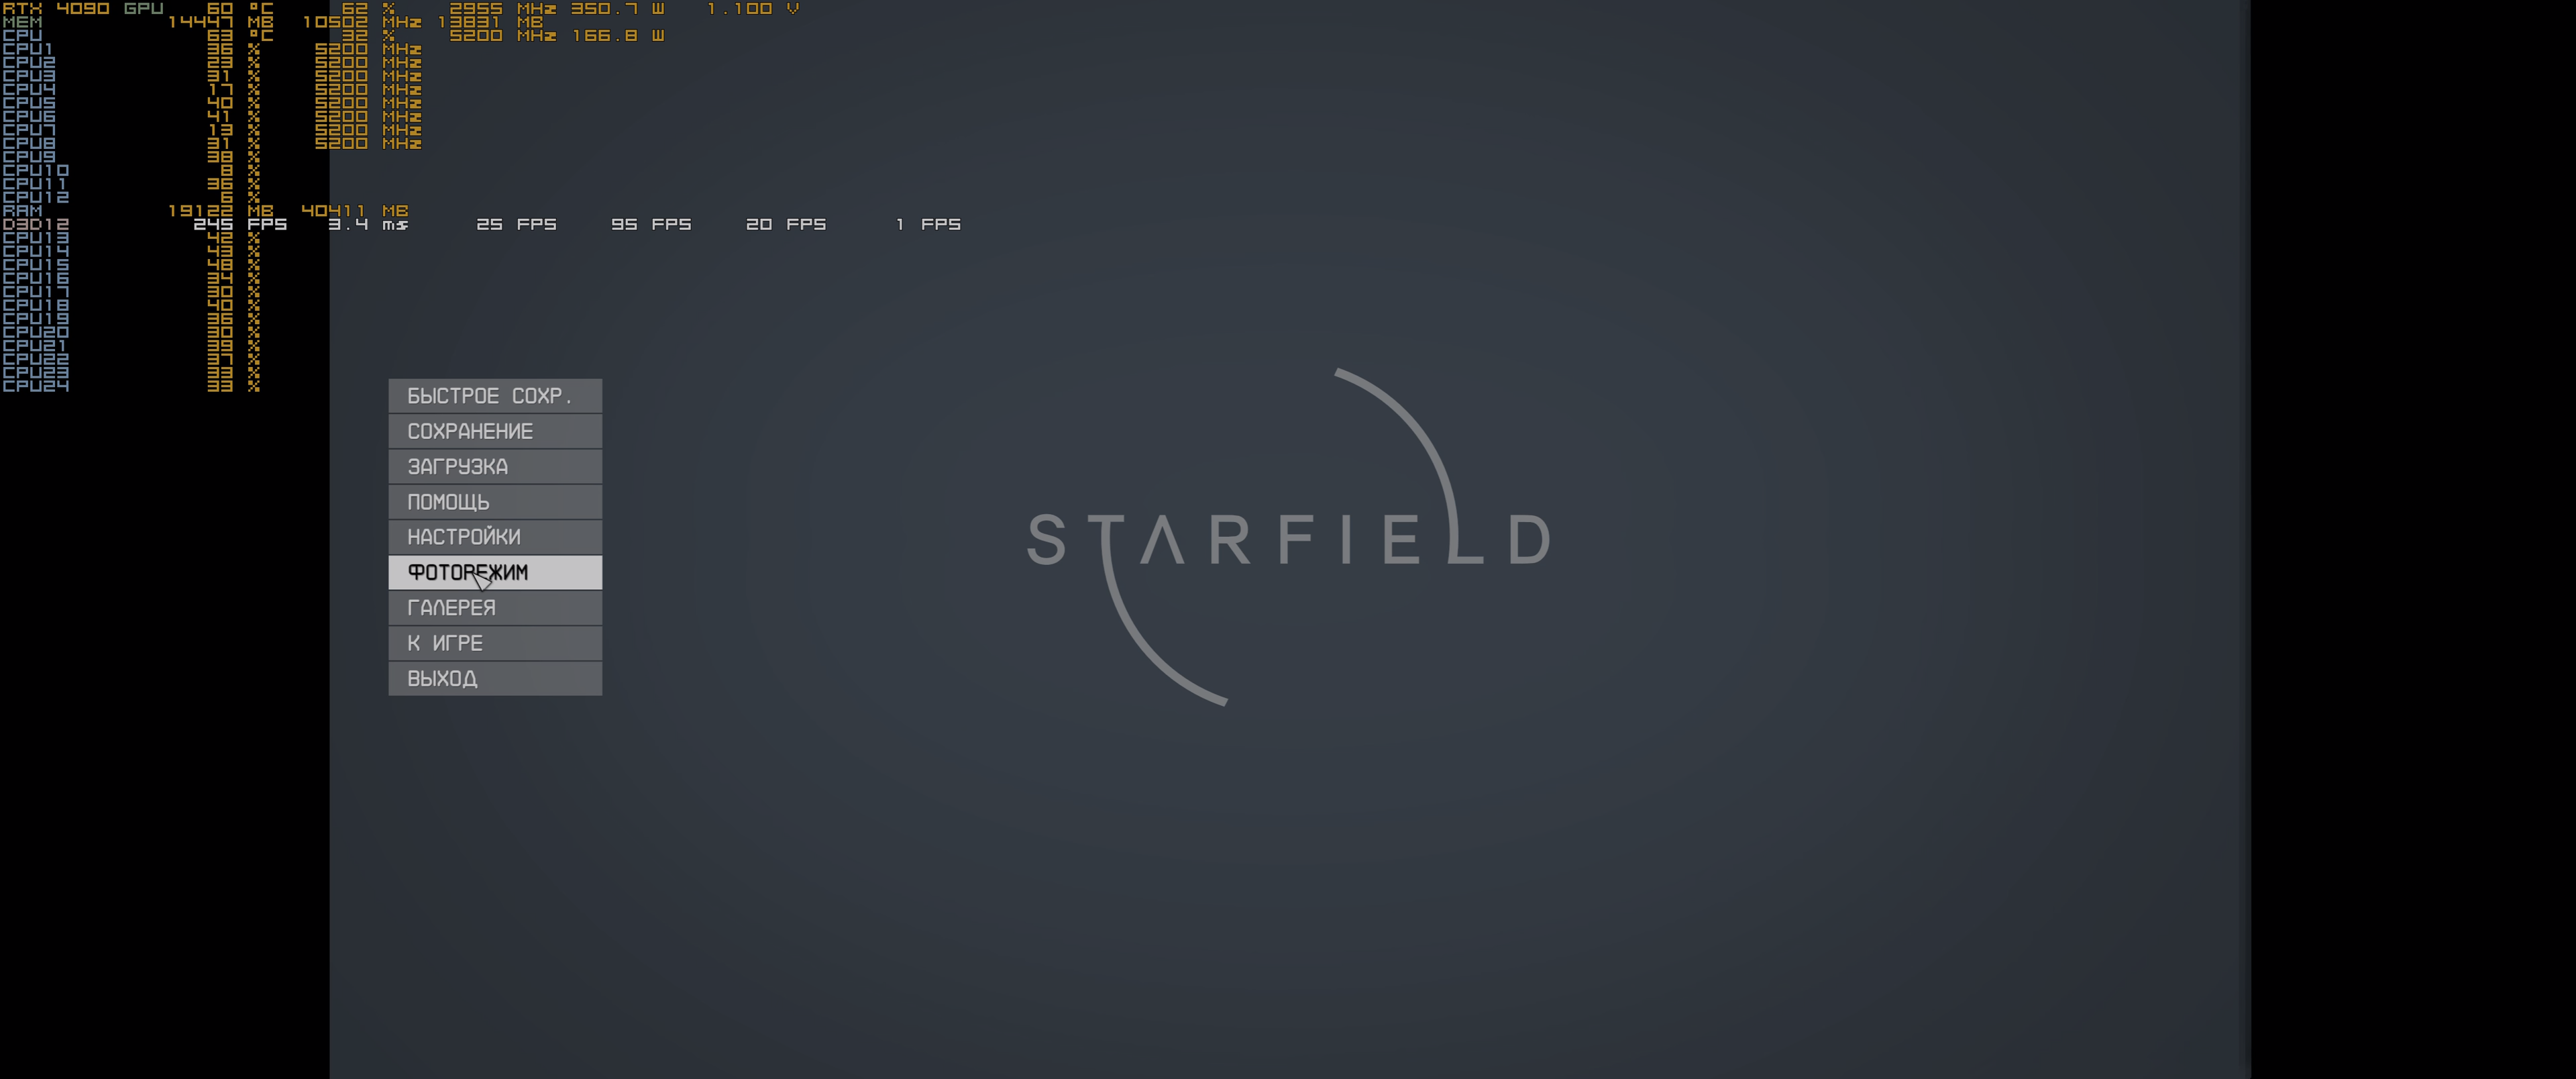 RTX 4090 GPU 60 °C 62 % 2955 MHz 350.7 W 1.100 V
MEM 14447 MB 10502 MHz 13831 MB
CPU 63 °C 32 % 5200 MHz 166.8 W
CPU1 36 % 5200 MHz
CPU2 23 % 5200 MHz
CPU3 31 % 5200 MHz
CPU4 17 % 5200 MHz
CPU5 40 % 5200 MHz
CPU6 41 % 5200 MHz
CPU7 13 % 5200 MHz
CPU8 31 % 5200 MHz
CPU9 38 %
CPU10 8 %
CPU11 36 %
CPU12 6 %
RAM 19122 MB 40411 MB
D3D12 245 FPS 3.4 ms 25 FPS 95 FPS 20 FPS 1 FPS
CPU13 42 %
CPU14 43 %
CPU15 48 %
CPU16 34 %
CPU17 30 %
CPU18 40 %
CPU19 36 %
CPU20 30 %
CPU21 39 %
CPU22 37 %
CPU23 33 %
CPU24 33 %
БЫСТРОЕ СОХР.
СОХРАНЕНИЕ
ЗАГРУЗКА
ПОМОЩЬ
НАСТРОЙКИ
ФОТОРЕЖИМ
ГАЛЕРЕЯ
К ИГРЕ
ВЫХОД
STARFIELD